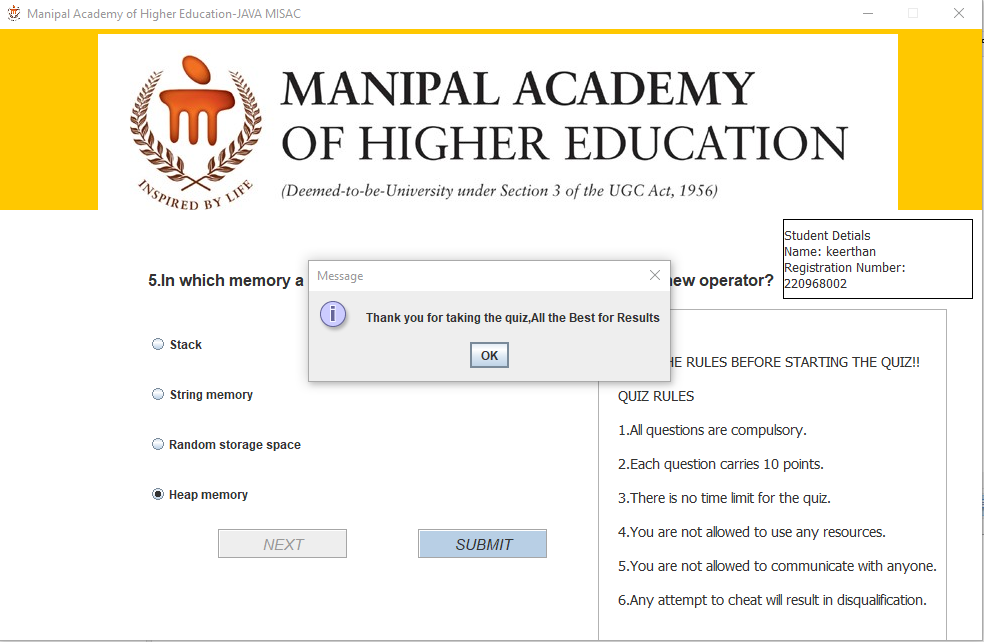 Manipal Academy of Higher Education-JAVA MISAC
MANIPAL ACADEMY
OF HIGHER EDUCATION
(Deemed-to-be-University under Section 3 of the UGC Act, 1956)
INSPIRED BY LIFE
Student Detials
Name: keerthan
Registration Number:
220968002
5.In which memory a
new operator?
Message
Thank you for taking the quiz,All the Best for Results
OK
Stack
String memory
Random storage space
Heap memory
NEXT
SUBMIT
RULES BEFORE STARTING THE QUIZ!!
QUIZ RULES
1.All questions are compulsory.
2.Each question carries 10 points.
3.There is no time limit for the quiz.
4.You are not allowed to use any resources.
5.You are not allowed to communicate with anyone.
6.Any attempt to cheat will result in disqualification.